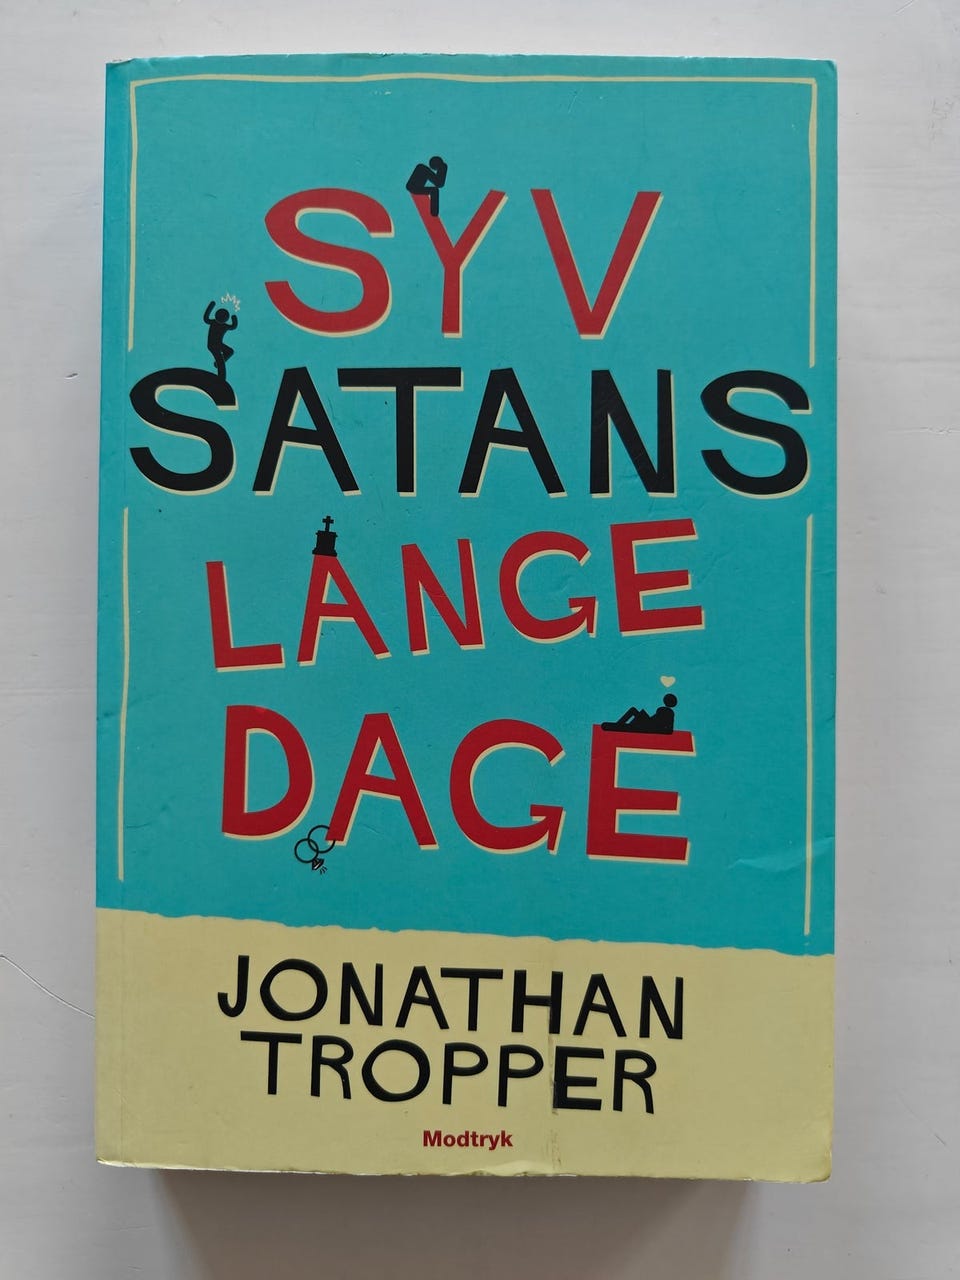 SYV
SATANS
LANGE
DAGE
JONATHAN
TROPPER
Modtryk